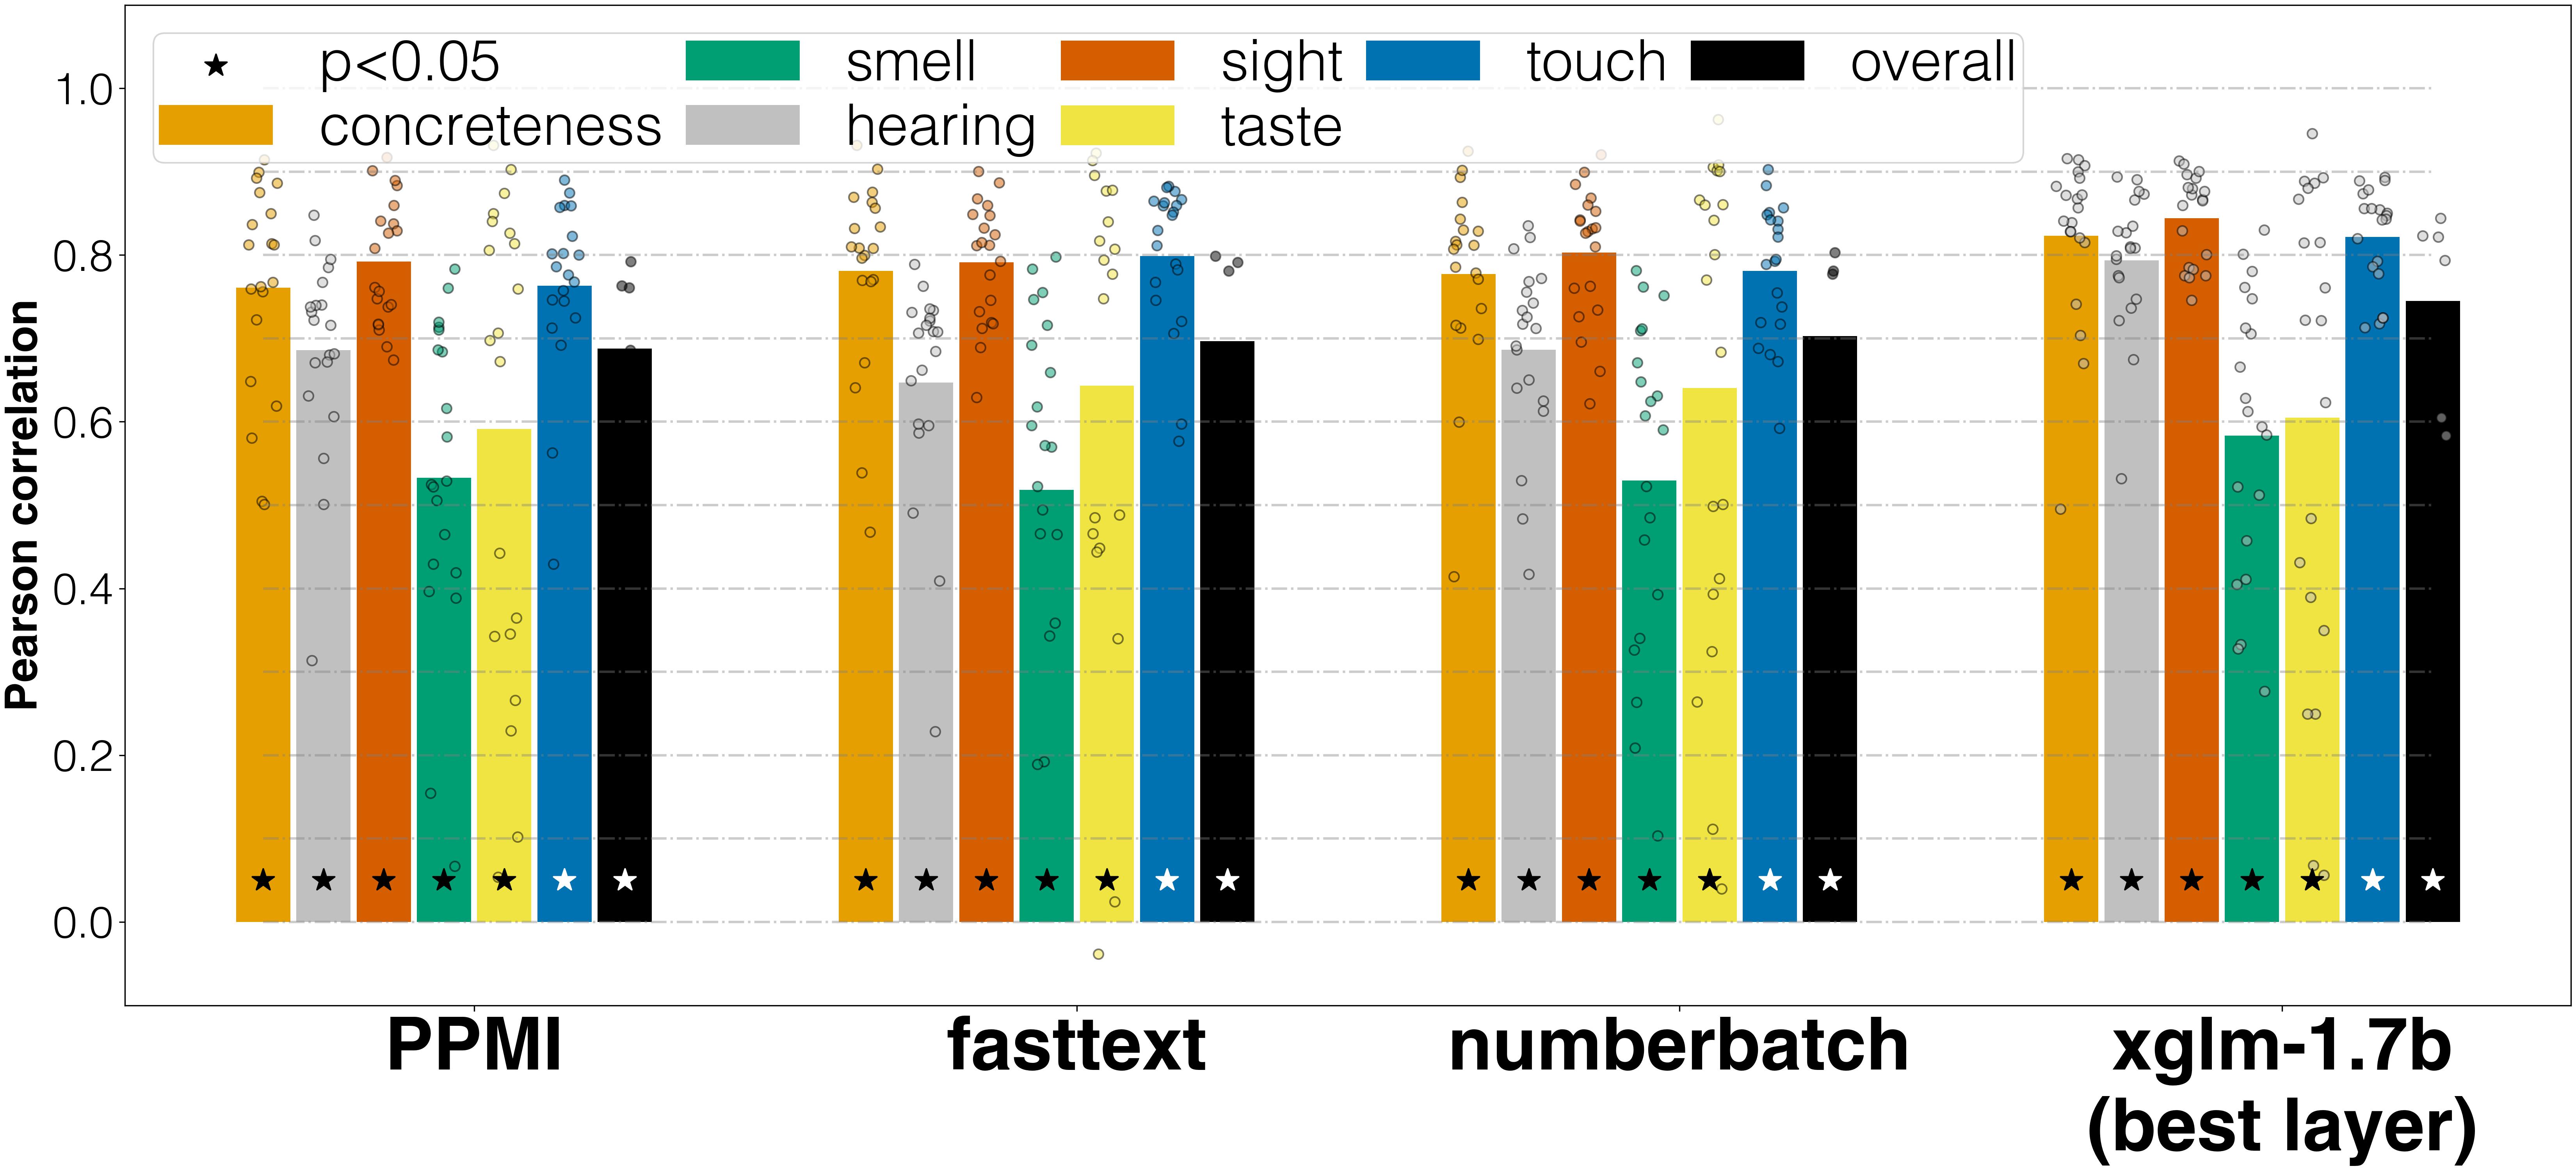 p<0.05
smell
sight
touch
overall
concreteness
hearing
taste
Pearson correlation
1.0
0.8
0.6
0.4
0.2
0.0
PPMI
fasttext
numberbatch
xglm-1.7b
(best layer)